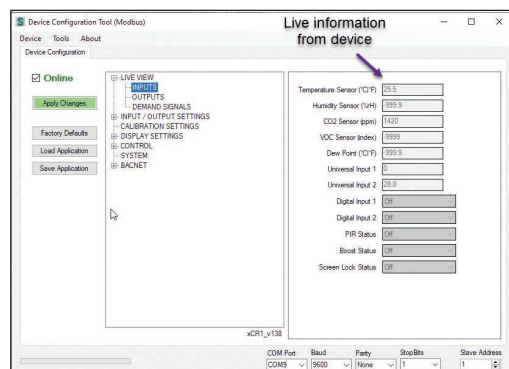 Device Configuration Tool (Modbus)
Live information
from device
Device Tools About
Device Configuration
Online
Apply Changes
Factory Defaults
Load Application
Save Application
LIVE VIEW
INPUTS
OUTPUTS
DEMAND SIGNALS
INPUT / OUTPUT SETTINGS
CALIBRATION SETTINGS
DISPLAY SETTINGS
CONTROL
SYSTEM
BACNET
xCR1_v138
Temperature Sensor (°C/°F) 25.5
Humidity Sensor (%rH) -999.9
CO2 Sensor (ppm) 1420
VOC Sensor (index) -9999
Dew Point (°C/°F) -999.9
Universal Input 1 0
Universal Input 2 28.0
Digital Input 1 Off
Digital Input 2 Off
PIR Status Off
Boost Status Off
Screen Lock Status Off
COM Port Baud Parity StopBits Slave Address
COM9 9600 None 1 1